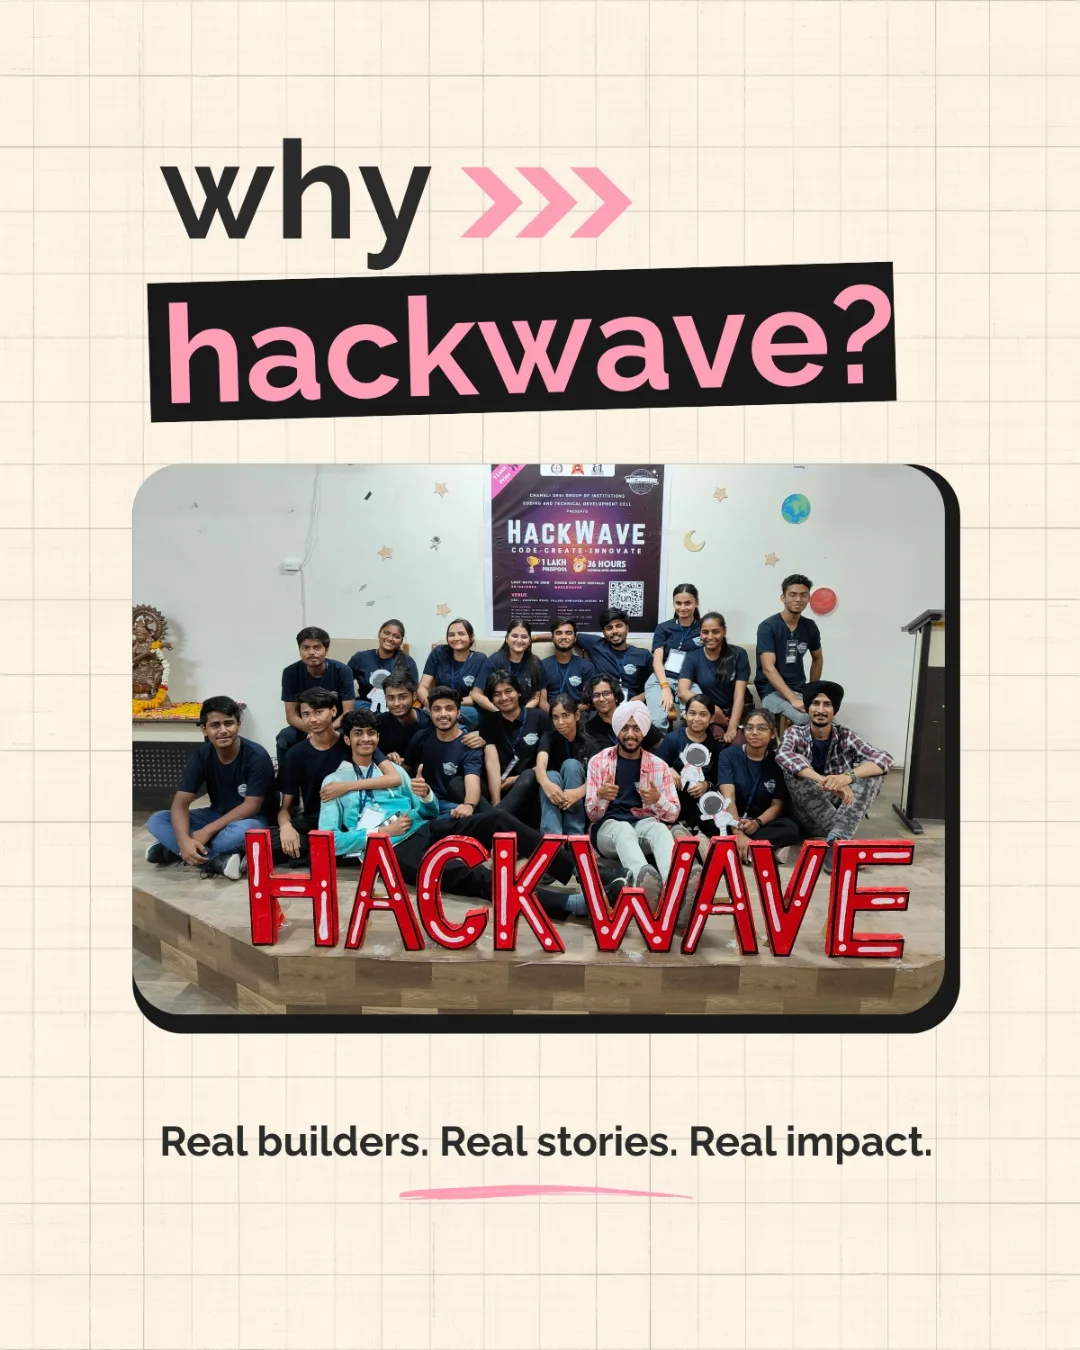 why
hackwave?
CHAMELI DEVI GROUP OF INSTITUTIONS
CODING AND TECHNICAL DEVELOPMENT CELL
PRESENTS
HACKWAVE
CODE·CREATE·INNOVATE
1 LAKH
PRIZEPOOL
36 HOURS
VENUE:
HACKWAVE
Real builders. Real stories. Real impact.